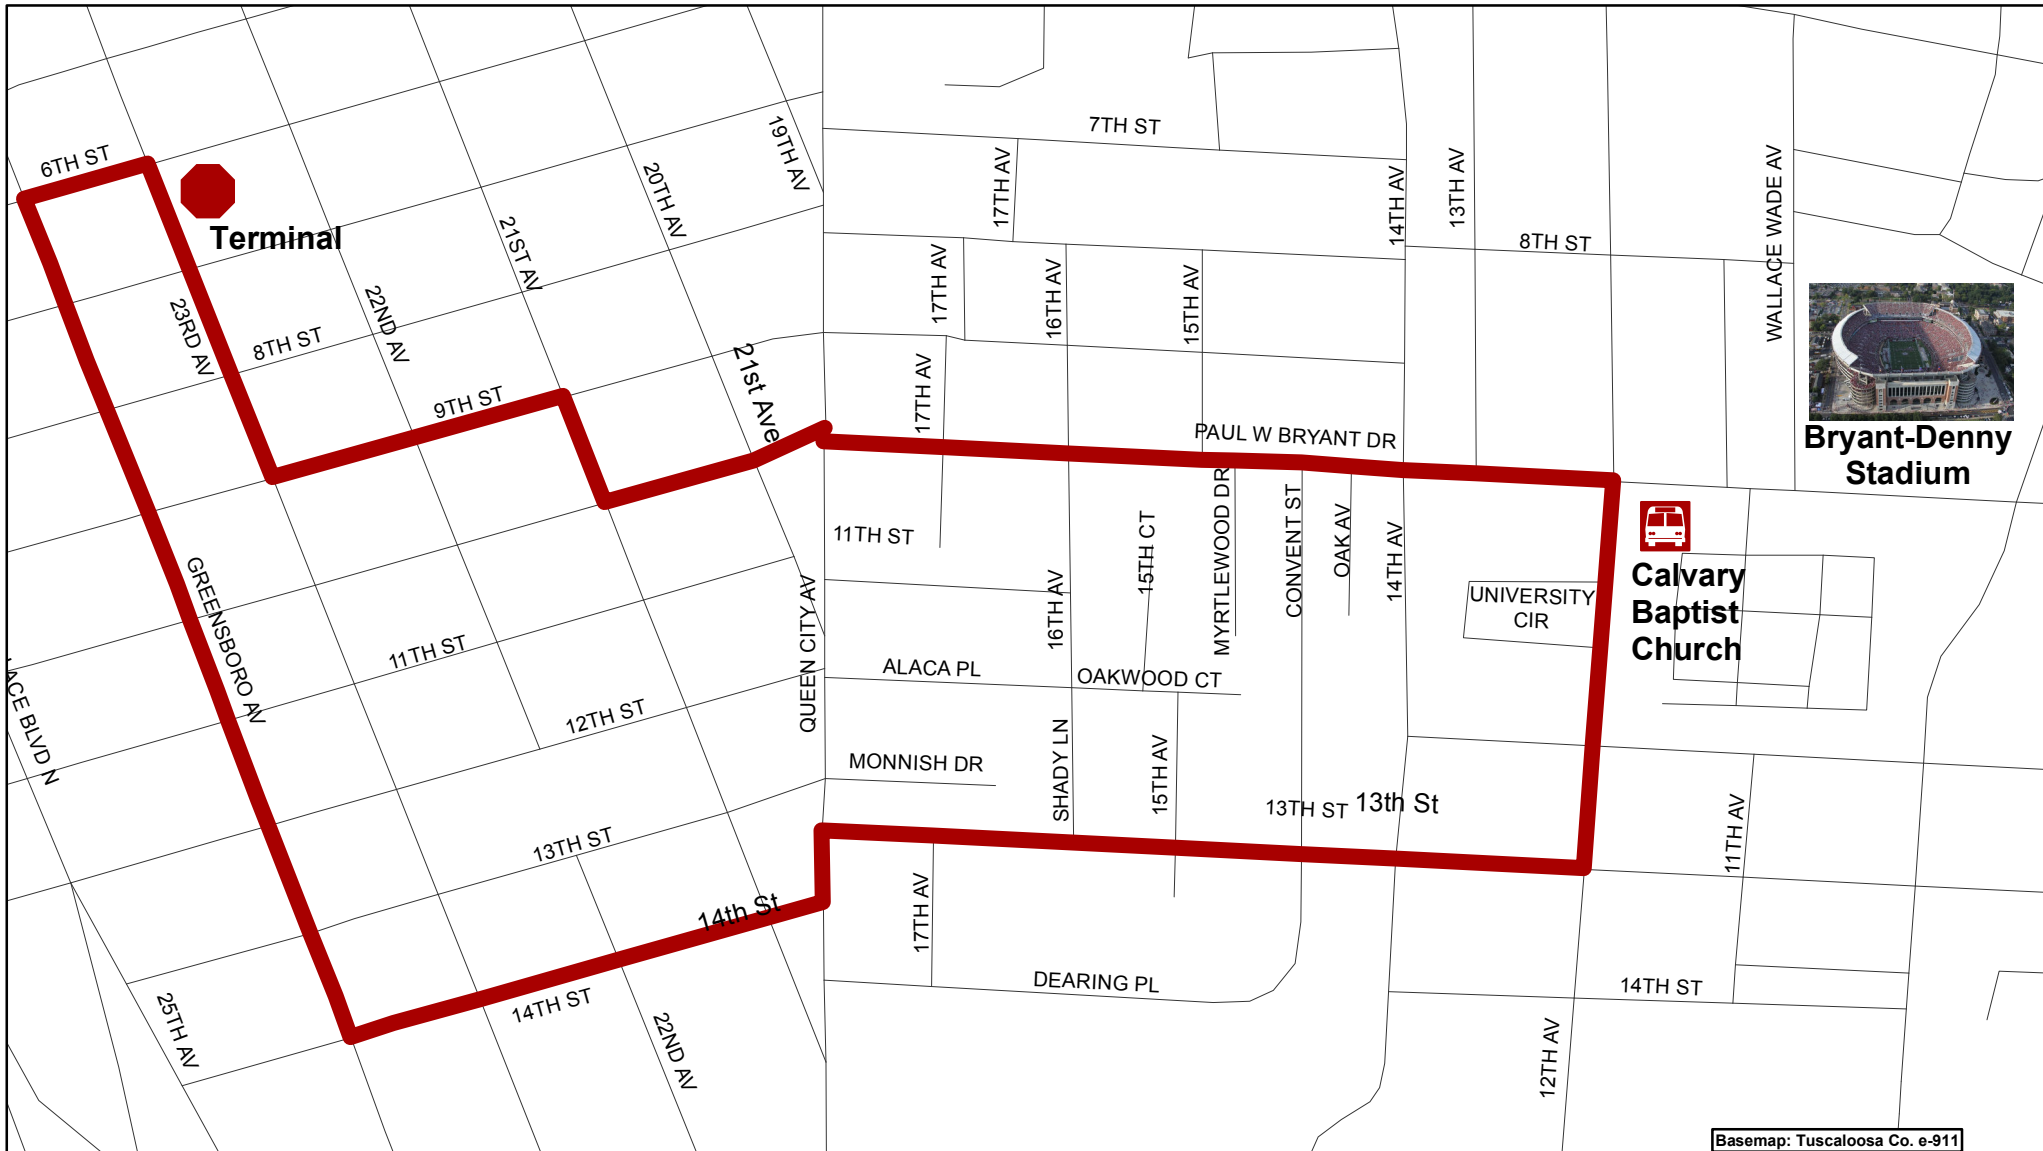 6TH ST
Terminal
7TH ST
19TH AV
20TH AV
21ST AV
22ND AV
23RD AV
8TH ST
9TH ST
21st Ave
17TH AV
17TH AV
17TH AV
16TH AV
15TH AV
14TH AV
13TH AV
8TH ST
WALLACE WADE AV
Bryant-Denny
Stadium
PAUL W BRYANT DR
11TH ST
15TH CT
MYRTLEWOOD DR
CONVENT ST
OAK AV
14TH AV
16TH AV
UNIVERSITY
CIR
Calvary
Baptist
Church
GREENSBORO AV
ACE BLVD N
11TH ST
12TH ST
QUEEN CITY AV
ALACA PL
OAKWOOD CT
MONNISH DR
SHADY LN
15TH AV
13TH ST
13th St
11TH AV
13TH ST
14th St
17TH AV
DEARING PL
14TH ST
14TH ST
25TH AV
22ND AV
12TH AV
Basemap: Tuscaloosa Co. e-911